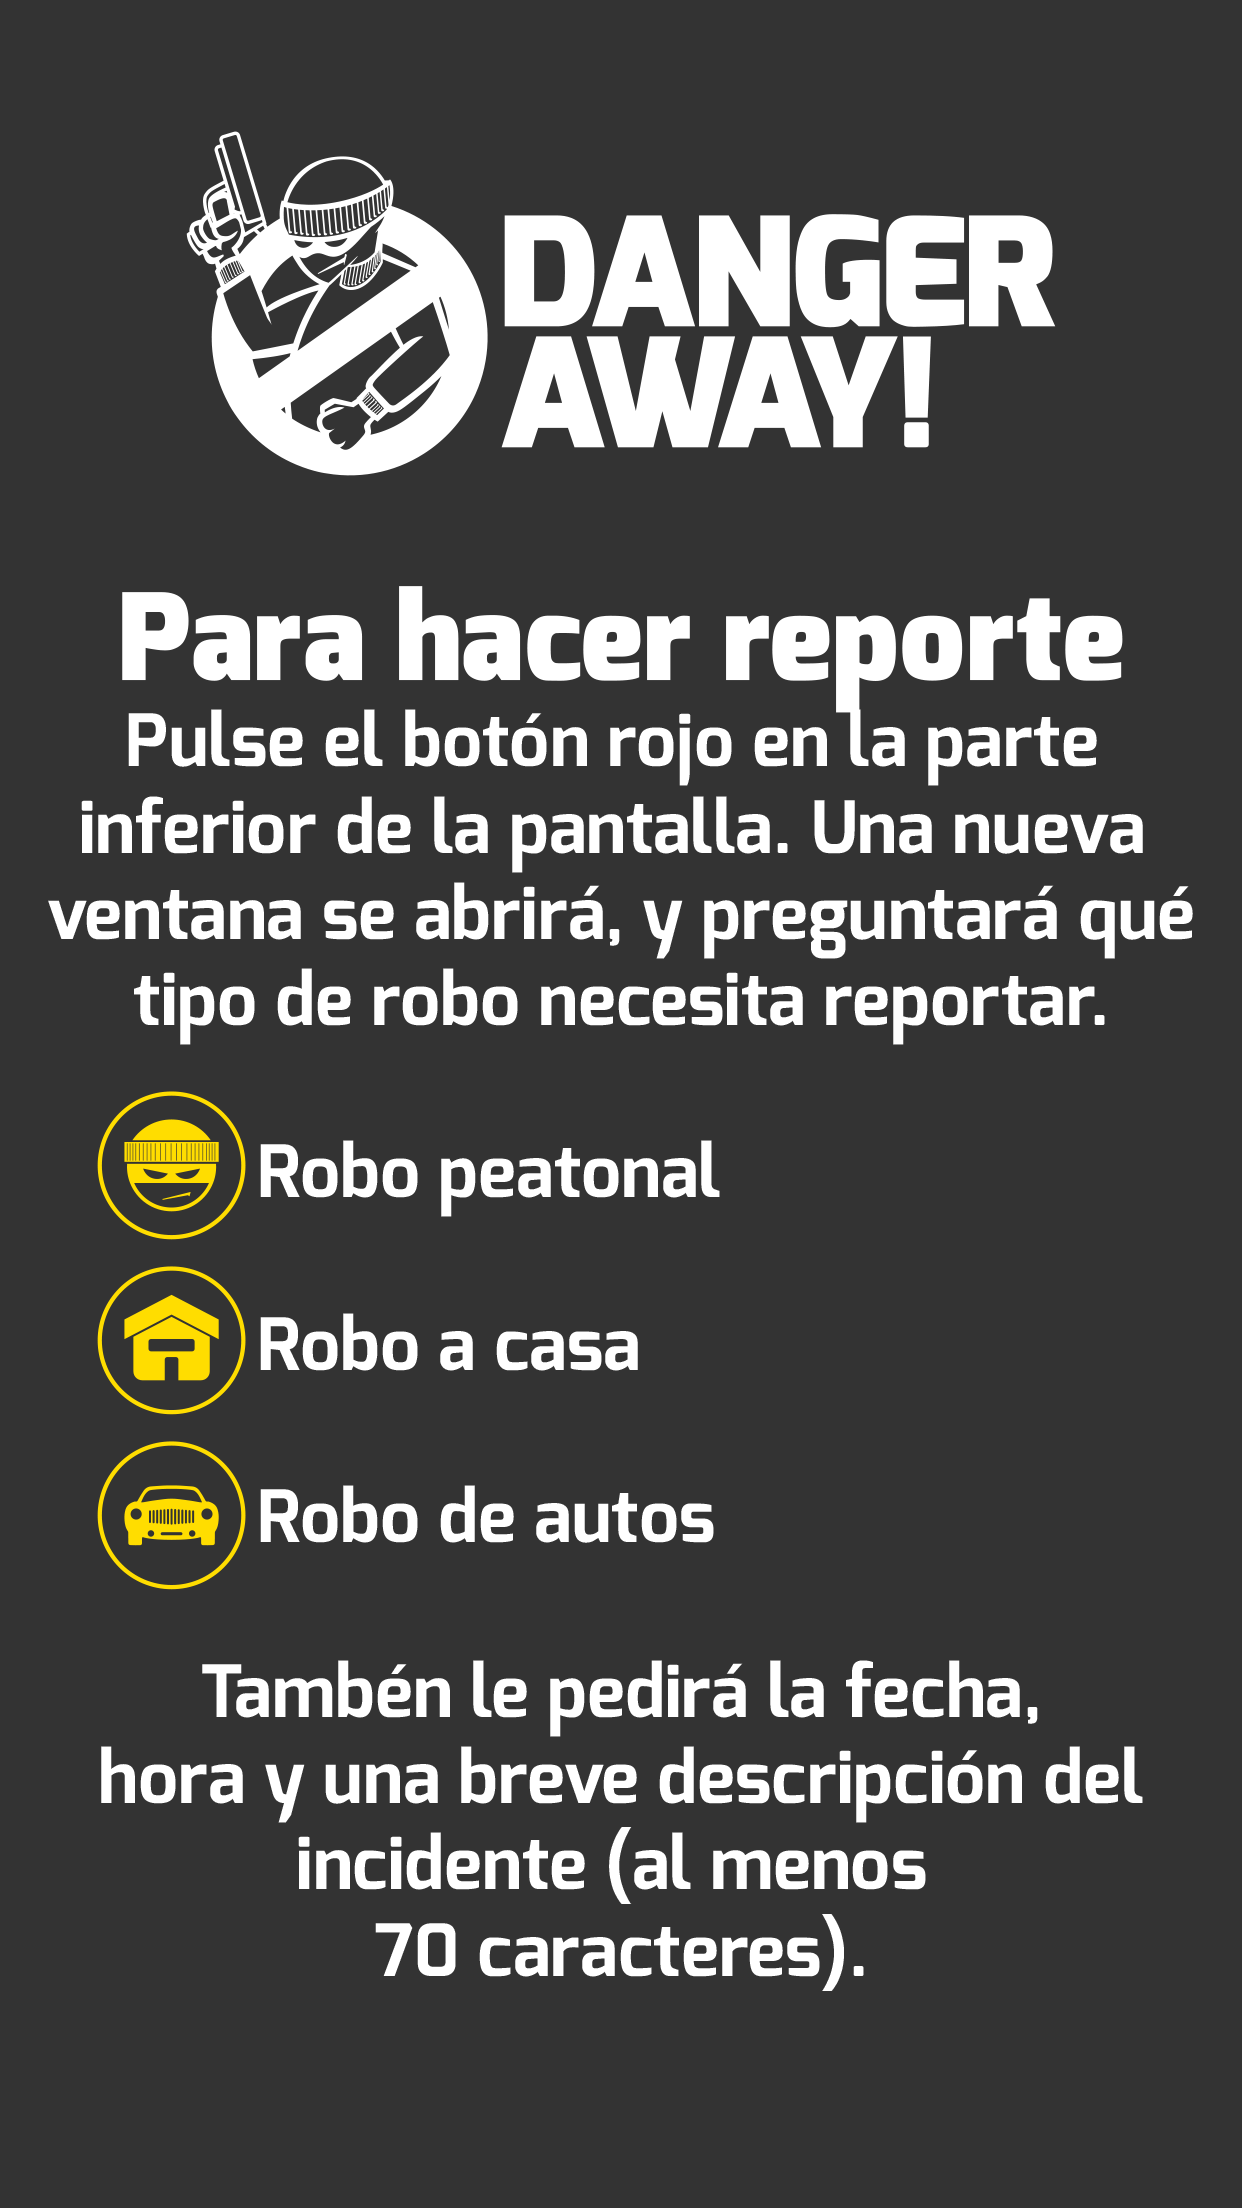 DANGER
AWAY!
Para hacer reporte
Pulse el botón rojo en la parte
inferior de la pantalla. Una nueva
ventana se abrirá, y preguntará qué
tipo de robo necesita reportar.
Robo peatonal
Robo a casa
Robo de autos
Tambén le pedirá la fecha,
hora y una breve descripción del
incidente (al menos
70 caracteres).